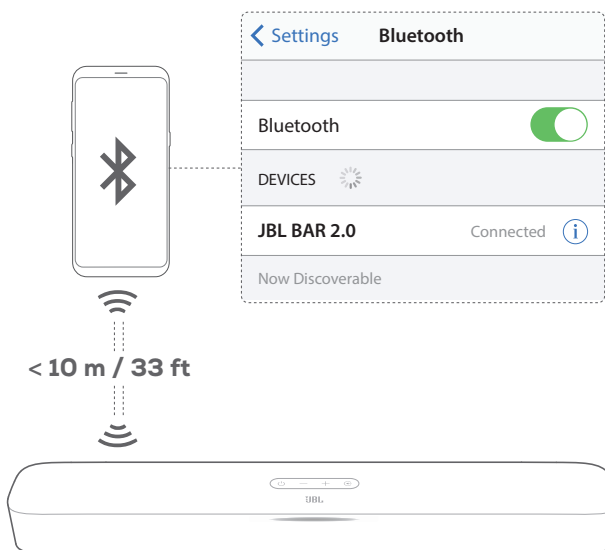 Settings Bluetooth
Bluetooth
DEVICES
JBL BAR 2.0 Connected i
Now Discoverable
< 10 m / 33 ft
JBL